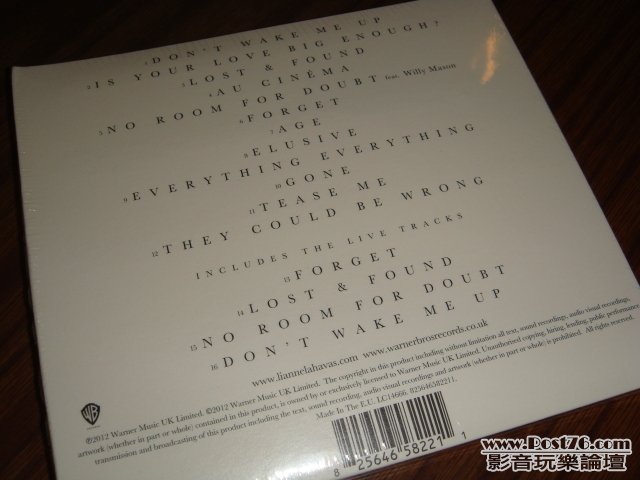 1 DON'T WAKE ME UP
2 IS YOUR LOVE BIG ENOUGH?
3 LOST & FOUND
4 AU CINÉMA
5 NO ROOM FOR DOUBT feat. Willy Mason
6 FORGET
7 AGE
8 ELUSIVE
9 EVERYTHING EVERYTHING
10 GONE
11 TEASE ME
12 THEY COULD BE WRONG
INCLUDES THE LIVE TRACKS
13 FORGET
14 LOST & FOUND
15 NO ROOM FOR DOUBT
16 DON'T WAKE ME UP
www.liannelahavas.com www.warnerbrosrecords.co.uk
℗2012 Warner Music UK Limited. ©2012 Warner Music UK Limited. The copyright in this product including without limitation all text, sound recordings, audio visual recordings,
artwork (whether in part or whole) contained in this product, is owned by or exclusively licensed to Warner Music UK Limited. Unauthorized copying, hiring, lending, public performance
transmission and broadcasting of this product including the text, sound recording, audio visual recordings and artwork (whether in part or whole) is prohibited. All rights reserved.
Made In The E.U. LC14666. 825646582211.
WB
8 25646 58221 1
www.Post76.com
影音玩樂論壇